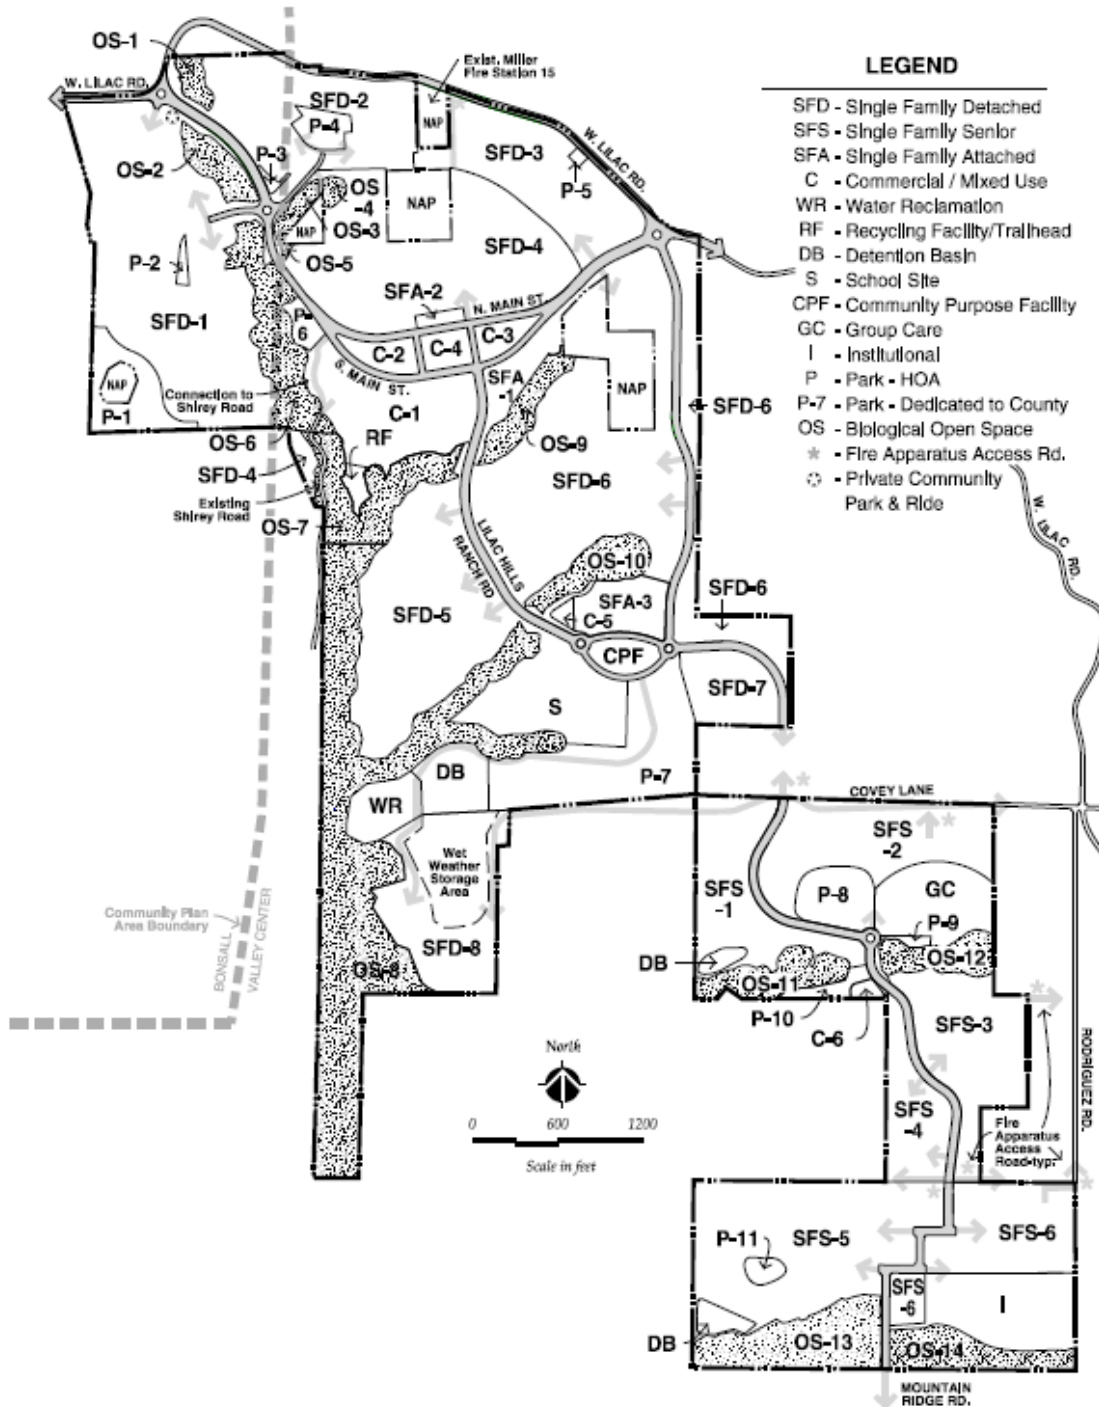 OS-1
W. LILAC RD.
Exist. Miller
Fire Station 15
SFD-2
P-4
NAP
SFD-3
W. LILAC RD.
P-5
OS-2
P-3
OS
-4
NAP
OS-3
NAP
OS-5
SFD-4
P-2
SFA-2
N. MAIN ST.
SFD-1
P-
6
C-2
C-4
C-3
S. MAIN ST.
SFA
-1
NAP
NAP
P-1
Connection to
Shirey Road
C-1
SFD-6
OS-6
RF
OS-9
SFD-4
SFD-6
Existing
Shirey Road
OS-7
LILAC HILLS
RANCH RD
OS-10
SFD-6
SFD-5
SFA-3
C-5
CPF
SFD-7
S
DB
P-7
WR
COVEY LANE
Wet
Weather
Storage
Area
SFS
-2
SFS
-1
P-8
GC
P-9
Community Plan
Area Boundary
BONSALL
VALLEY CENTER
SFD-8
OS-8
DB
OS-11
OS-12
P-10
C-6
SFS-3
North
0 600 1200
Scale in feet
SFS
-4
Fire
Apparatus
Access
Road-typ.
RODRIGUEZ RD.
P-11
SFS-5
SFS-6
SFS
-6
I
DB
OS-13
OS-14
MOUNTAIN
RIDGE RD.
W. LILAC RD.
LEGEND
SFD - Single Family Detached
SFS - Single Family Senior
SFA - Single Family Attached
C - Commercial / Mixed Use
WR - Water Reclamation
RF - Recycling Facility/Trailhead
DB - Detention Basin
S - School Site
CPF - Community Purpose Facility
GC - Group Care
I - Institutional
P - Park - HOA
P-7 - Park - Dedicated to County
OS - Biological Open Space
* - Fire Apparatus Access Rd.
- Private Community
Park & Ride